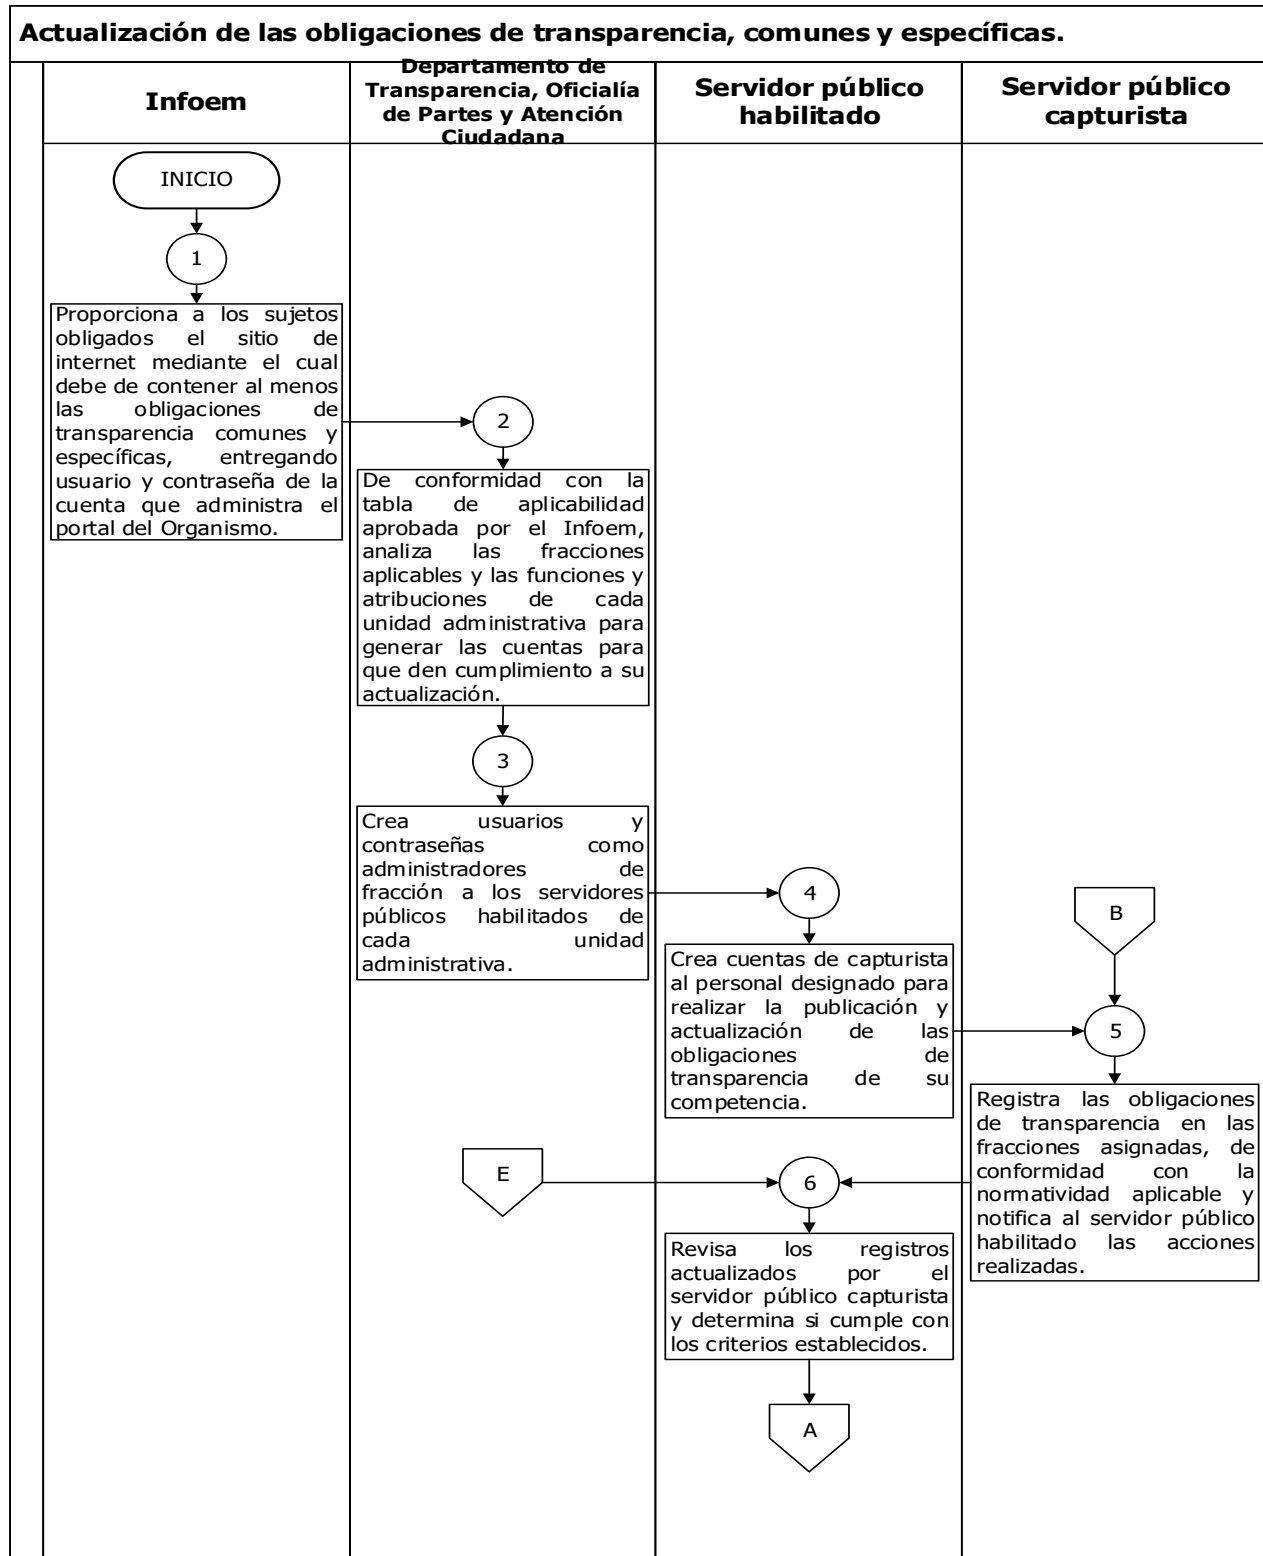 Actualización de las obligaciones de transparencia, comunes y específicas.
Infoem
Departamento de
Transparencia, Oficialía
de Partes y Atención
Ciudadana
Servidor público
habilitado
Servidor público
capturista
INICIO
1
Proporciona a los sujetos
obligados el sitio de
internet mediante el cual
debe de contener al menos
las obligaciones de
transparencia comunes y
específicas, entregando
usuario y contraseña de la
cuenta que administra el
portal del Organismo.
2
De conformidad con la
tabla de aplicabilidad
aprobada por el Infoem,
analiza las fracciones
aplicables y las funciones y
atribuciones de cada
unidad administrativa para
generar las cuentas para
que den cumplimiento a su
actualización.
3
Crea usuarios y
contraseñas como
administradores de
fracción a los servidores
públicos habilitados de
cada unidad
administrativa.
4
Crea cuentas de capturista
al personal designado para
realizar la publicación y
actualización de las
obligaciones de
transparencia de su
competencia.
B
5
Registra las obligaciones
de transparencia en las
fracciones asignadas, de
conformidad con la
normatividad aplicable y
notifica al servidor público
habilitado las acciones
realizadas.
E
6
Revisa los registros
actualizados por el
servidor público capturista
y determina si cumple con
los criterios establecidos.
A